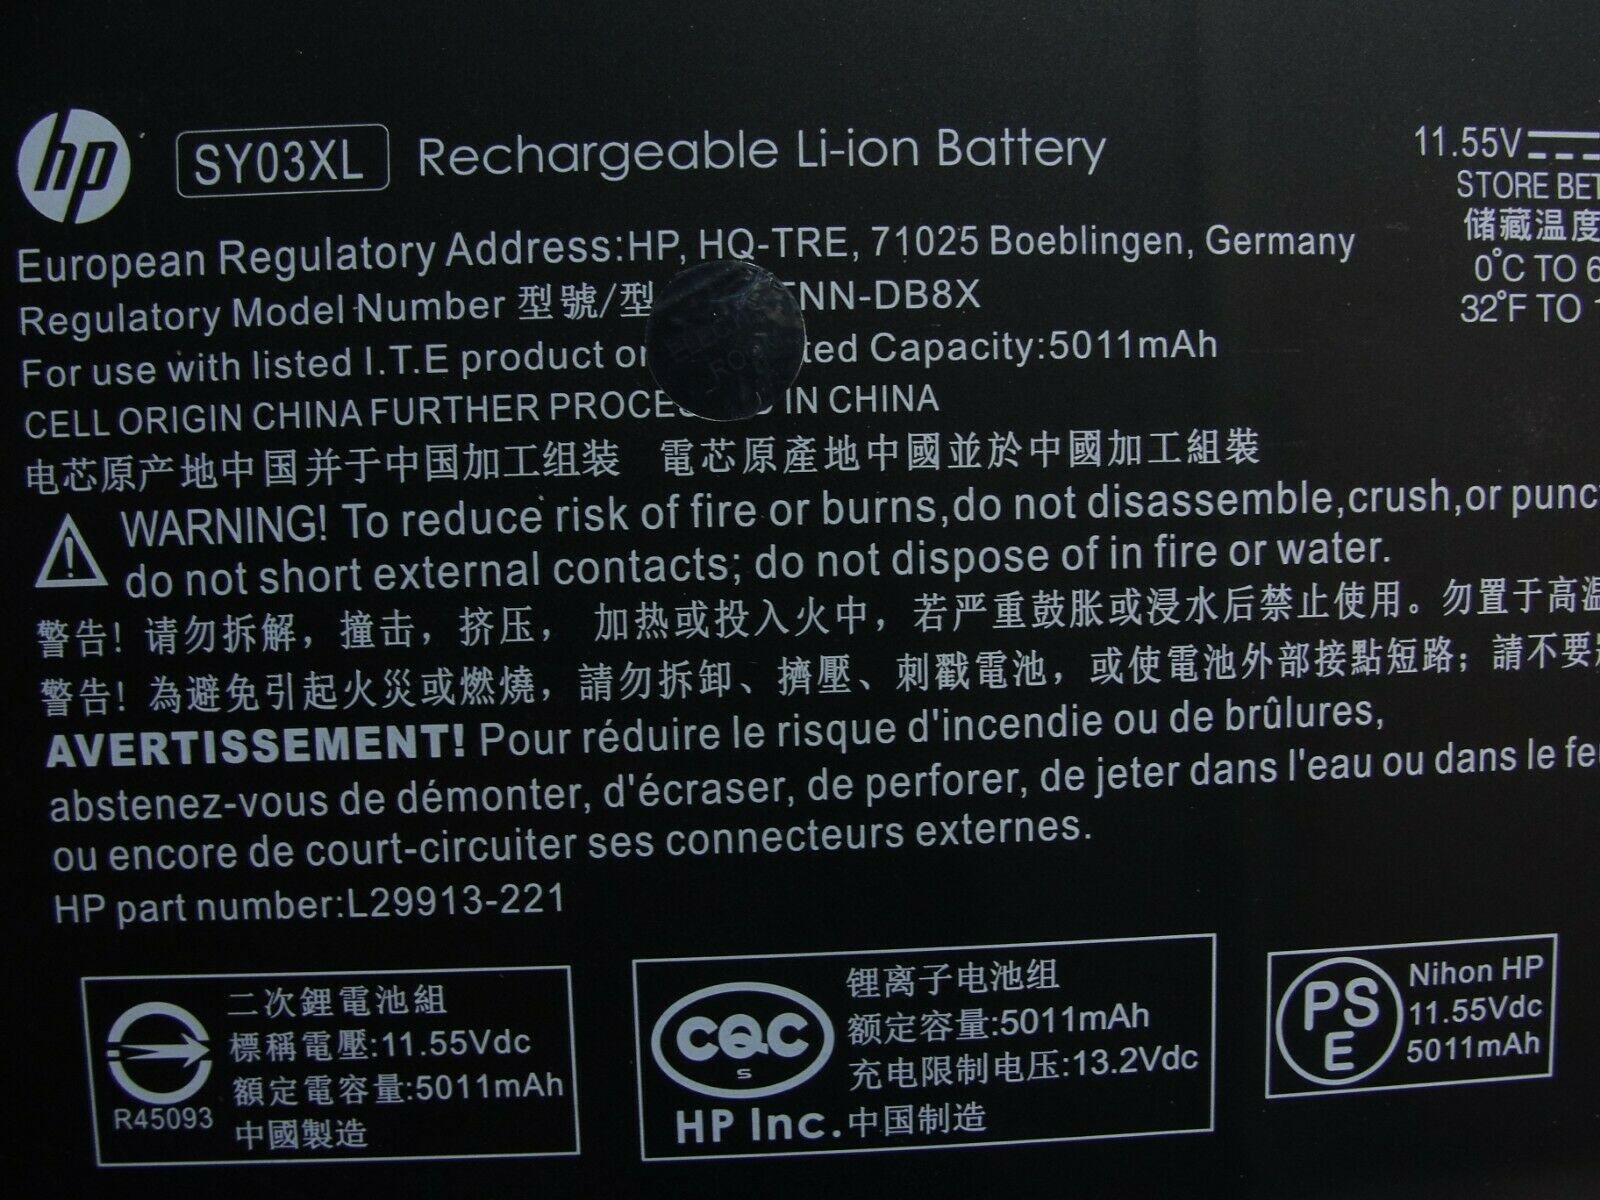 hp SY03XL Rechargeable Li-ion Battery 11.55V
STORE BET
储藏温度
0°C TO 6
32°F TO 1
European Regulatory Address:HP, HQ-TRE, 71025 Boeblingen, Germany
Regulatory Model Number 型號/型 TNN-DB8X
For use with listed I.T.E product or ted Capacity:5011mAh
CELL ORIGIN CHINA FURTHER PROCES IN CHINA
电芯原产地中国并于中国加工组装 電芯原產地中國並於中國加工組裝
WARNING! To reduce risk of fire or burns,do not disassemble,crush,or punct
do not short external contacts; do not dispose of in fire or water.
警告! 请勿拆解，撞击，挤压， 加热或投入火中，若严重鼓胀或浸水后禁止使用。勿置于高温
警告! 為避免引起火災或燃燒，請勿拆卸、擠壓、刺戳電池，或使電池外部接點短路；請不要
AVERTISSEMENT! Pour réduire le risque d'incendie ou de brûlures,
abstenez-vous de démonter, d'écraser, de perforer, de jeter dans l'eau ou dans le feu
ou encore de court-circuiter ses connecteurs externes.
HP part number:L29913-221
R45093
二次鋰電池組
標稱電壓:11.55Vdc
額定電容量:5011mAh
中國製造
CQC
S
HP Inc.
锂离子电池组
额定容量:5011mAh
充电限制电压:13.2Vdc
中国制造
PS
E
Nihon HP
11.55Vdc
5011mAh